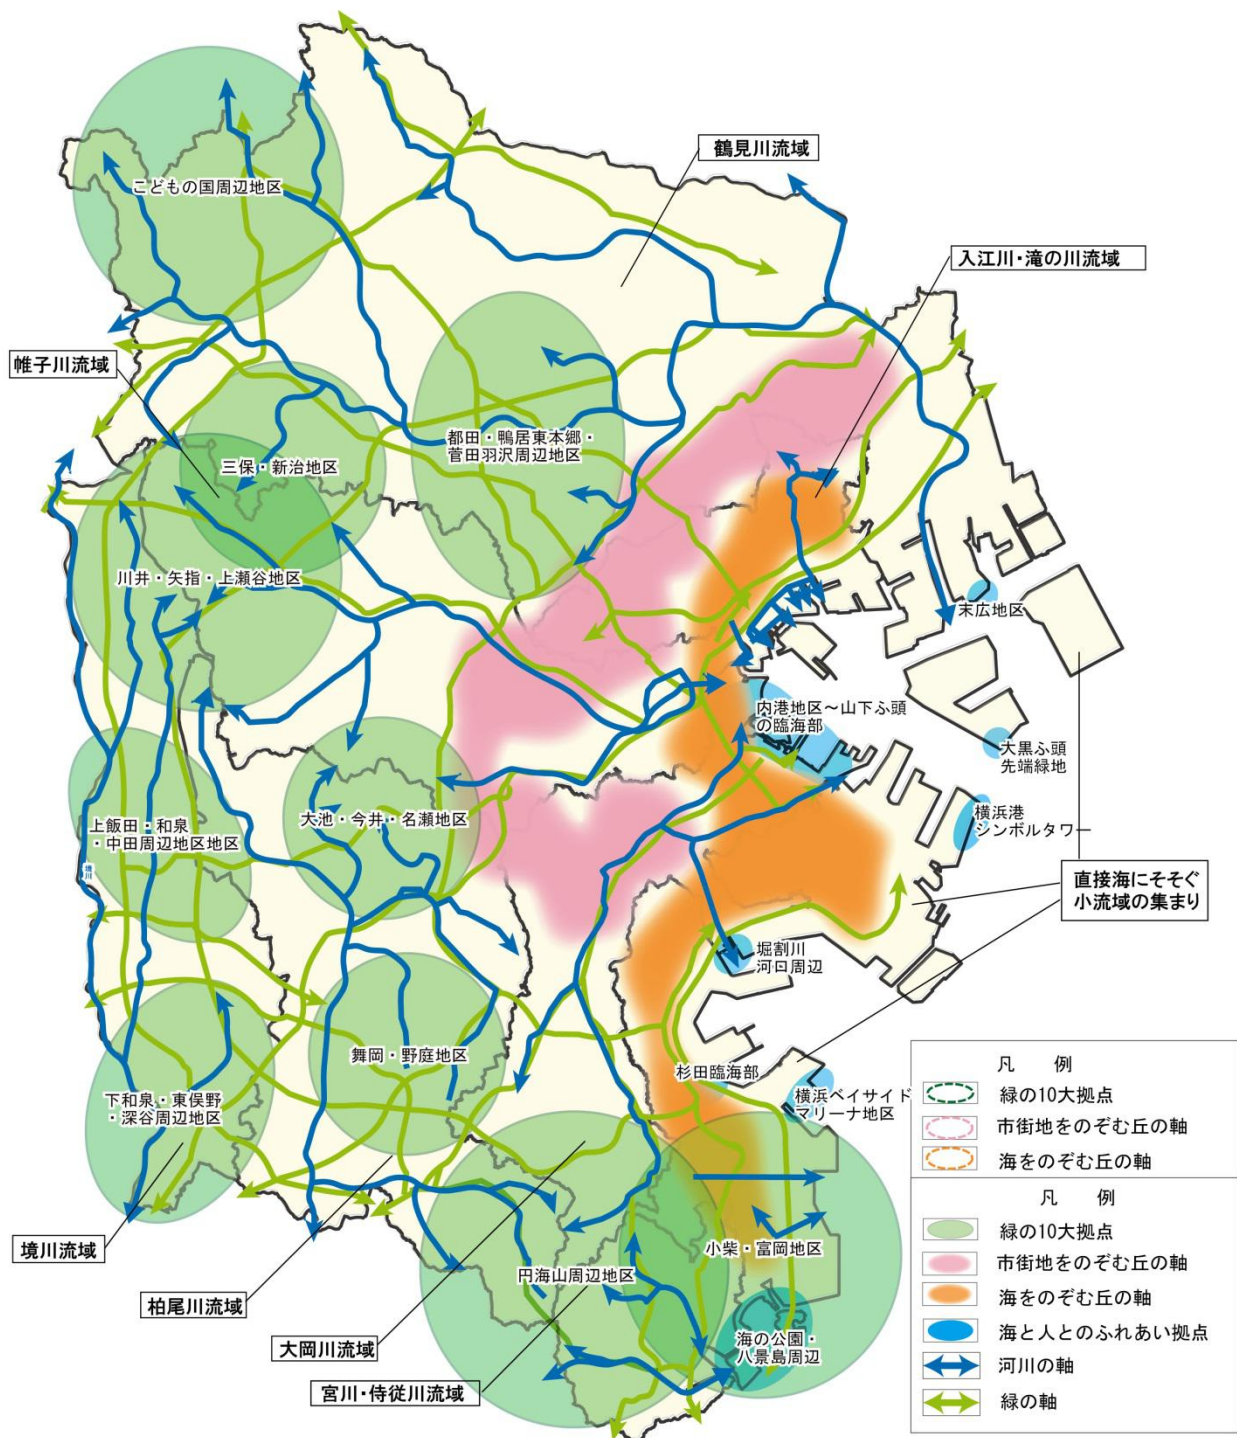 鶴見川流域
こどもの国周辺地区
入江川・滝の川流域
帷子川流域
都田・鴨居東本郷・
菅田羽沢周辺地区
三保・新治地区
川井・矢指・上瀬谷地区
末広地区
内港地区～山下ふ頭
の臨海部
大黒ふ頭
先端緑地
横浜港
シンボルタワー
大池・今井・名瀬地区
上飯田・和泉
・中田周辺地区地区
境川
直接海にそそぐ
小流域の集まり
堀割川
河口周辺
舞岡・野庭地区
杉田臨海部
横浜ベイサイド
マリーナ地区
下和泉・東俣野
・深谷周辺地区
小柴・富岡地区
境川流域
円海山周辺地区
柏尾川流域
大岡川流域
海の公園・
八景島周辺
宮川・侍従川流域
凡　例
緑の10大拠点
市街地をのぞむ丘の軸
海をのぞむ丘の軸
凡　例
緑の10大拠点
市街地をのぞむ丘の軸
海をのぞむ丘の軸
海と人とのふれあい拠点
河川の軸
緑の軸